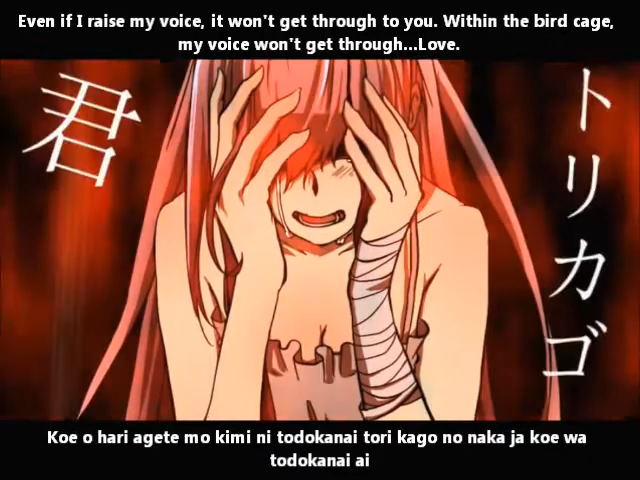 Even if I raise my voice, it won't get through to you. Within the bird cage,
my voice won't get through...Love.
君
トリカゴ
Koe o hari agete mo kimi ni todokanai tori kago no naka ja koe wa
todokanai ai